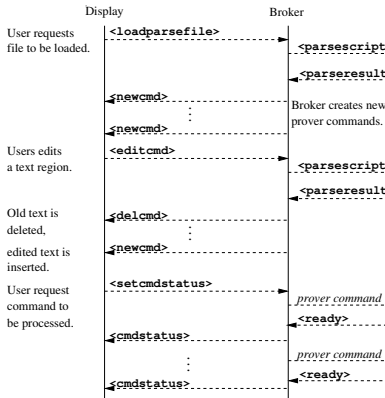 Display Broker
User requests
file to be loaded.
<loadparsefile>
<parsescript
<parseresult
<newcmd>
Broker creates new
prover commands.
<newcmd>
Users edits
a text region.
<editcmd>
<parsescript
<parseresult
Old text is
deleted,
<delcmd>
edited text is
inserted.
<newcmd>
User request
command to
be processed.
<setcmdstatus>
prover command
<ready>
<cmdstatus>
prover command
<ready>
<cmdstatus>